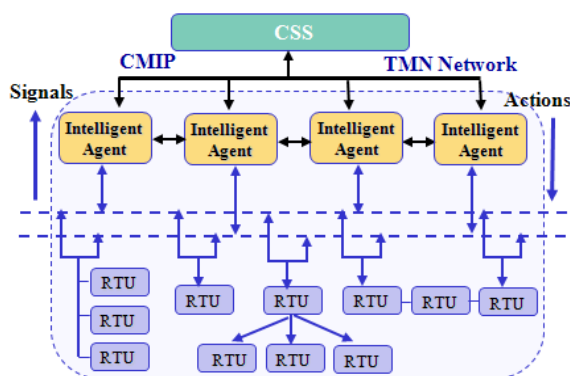 CSS
CMIP
TMN Network
Signals
Actions
Intelligent
Agent
Intelligent
Agent
Intelligent
Agent
Intelligent
Agent
RTU
RTU
RTU
RTU
RTU
RTU
RTU
RTU
RTU
RTU
RTU